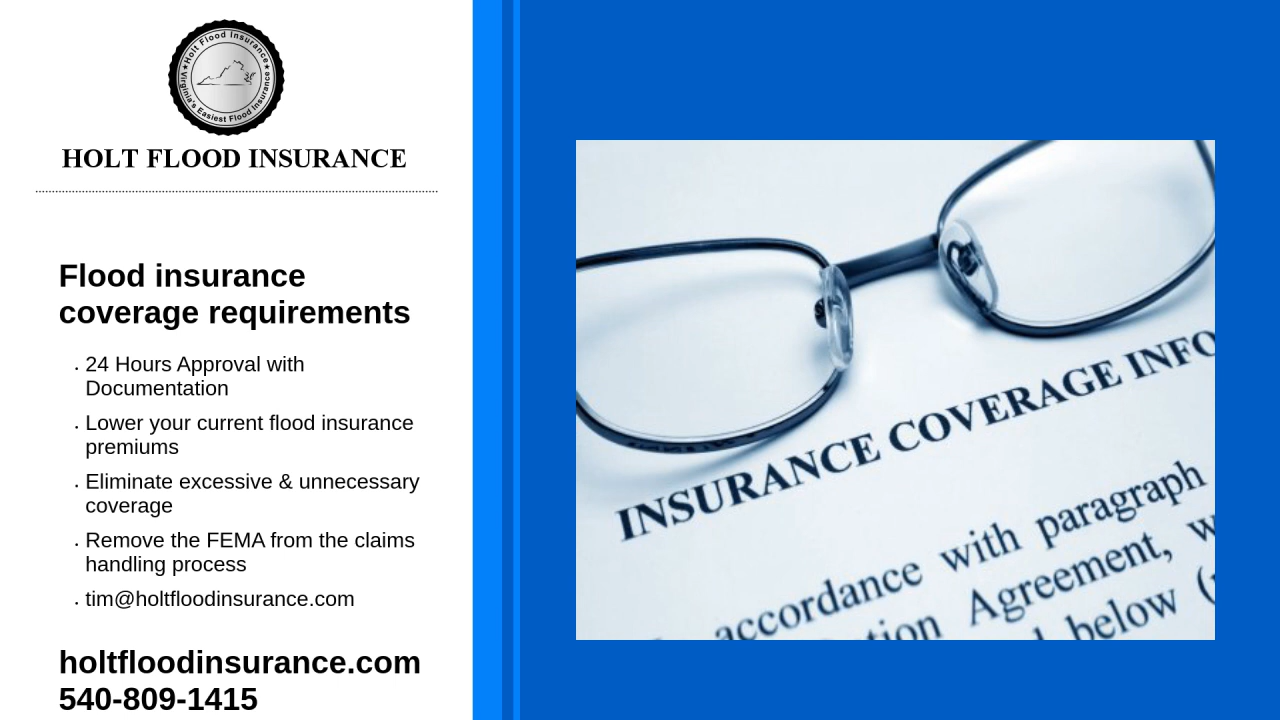 ★ Holt Flood Insurance ★
Virginia's Easiest Flood Insurance
HOLT FLOOD INSURANCE
Flood insurance
coverage requirements
. 24 Hours Approval with
Documentation
. Lower your current flood insurance
premiums
. Eliminate excessive & unnecessary
coverage
. Remove the FEMA from the claims
handling process
. tim@holtfloodinsurance.com
holtfloodinsurance.com
540-809-1415
INSURANCE COVERAGE INFO
accordance with paragraph
Agreement,
below